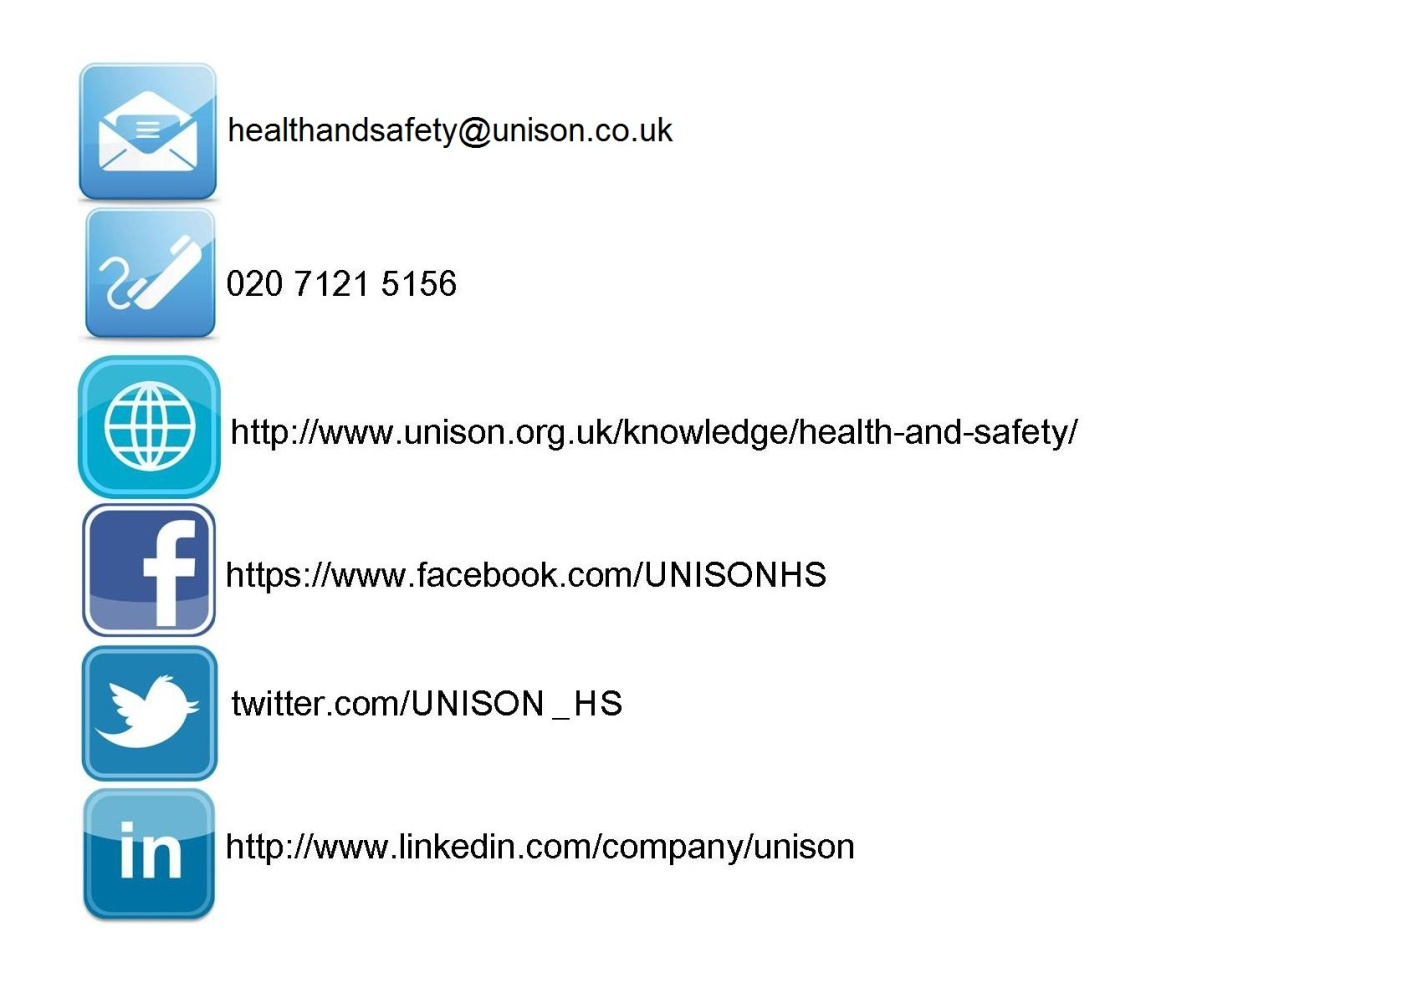 healthandsafety@unison.co.uk
020 7121 5156
http://www.unison.org.uk/knowledge/health-and-safety/
f
https://www.facebook.com/UNISONHS
twitter.com/UNISON _HS
in
http://www.linkedin.com/company/unison